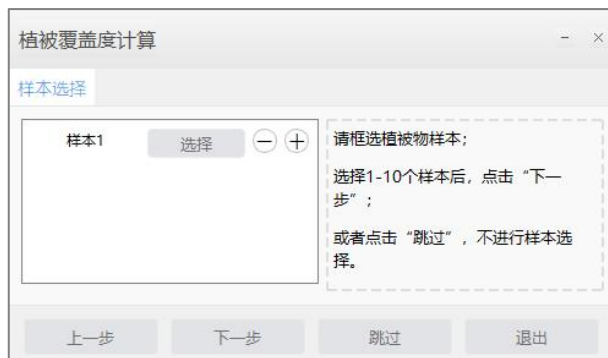 植被覆盖度计算
样本选择
样本1
选择
请框选植被物样本;
选择1-10个样本后,点击“下一
步”;
或者点击“跳过”,不进行样本选
择。
上一步
下一步
跳过
退出